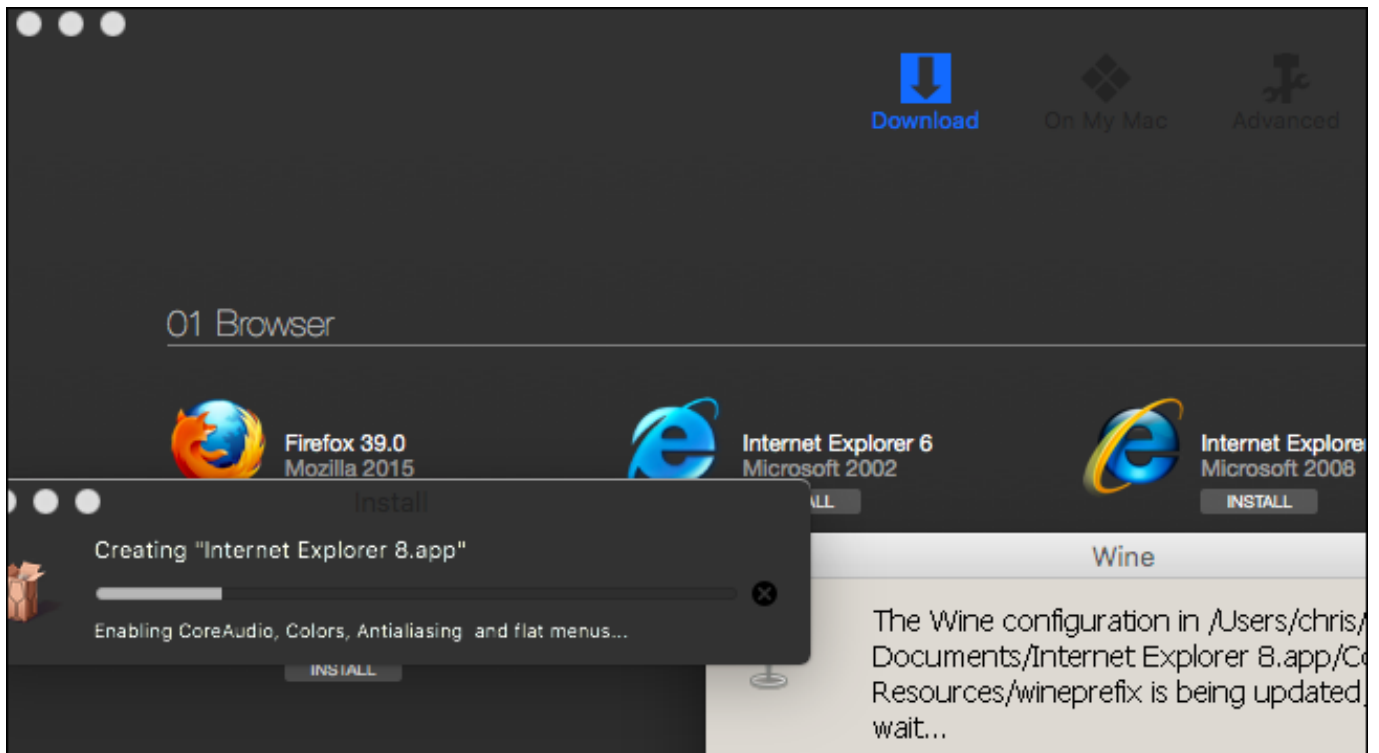 Download
On My Mac
Advanced
01 Browser
Firefox 39.0
Mozilla 2015
Internet Explorer 6
Microsoft 2002
Internet Explore
Microsoft 2008
INSTALL
Install
Creating "Internet Explorer 8.app"
Enabling CoreAudio, Colors, Antialiasing and flat menus...
INSTALL
Wine
The Wine configuration in /Users/chris/
Documents/Internet Explorer 8.app/Co
Resources/wineprefix is being updated,
wait...